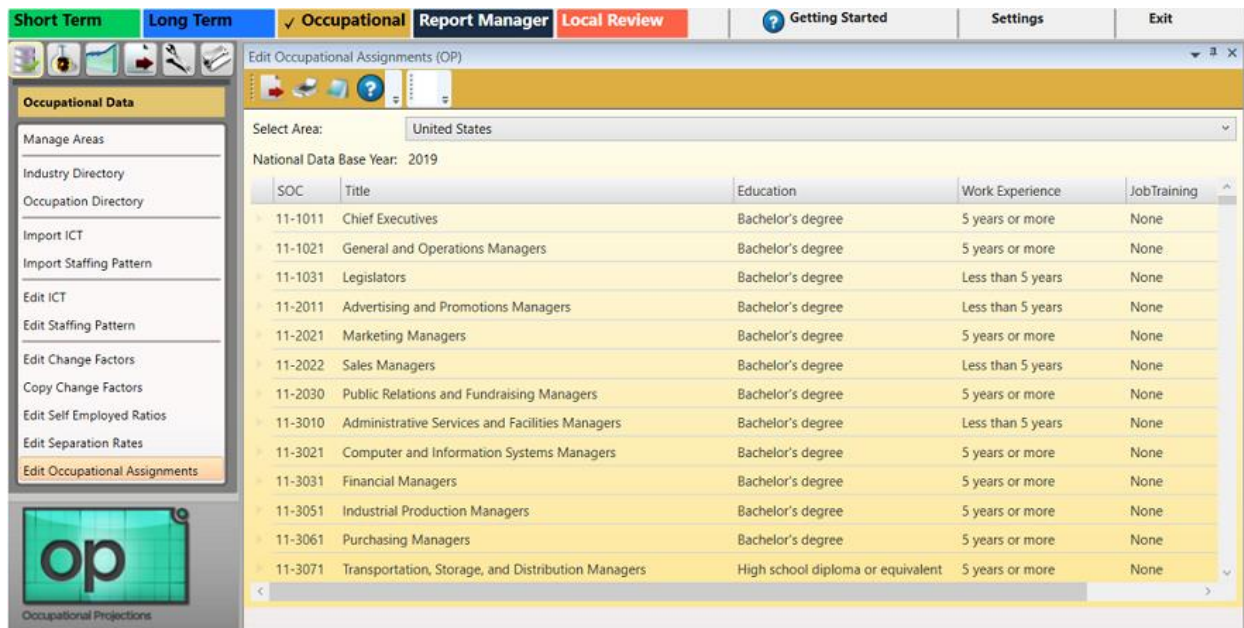 Short Term Long Term ✓ Occupational Report Manager Local Review ? Getting Started Settings Exit
Edit Occupational Assignments (OP)
?
Occupational Data
Manage Areas
Industry Directory
Occupation Directory
Import ICT
Import Staffing Pattern
Edit ICT
Edit Staffing Pattern
Edit Change Factors
Copy Change Factors
Edit Self Employed Ratios
Edit Separation Rates
Edit Occupational Assignments
op
Occupational Projections
Select Area: United States
National Data Base Year: 2019
SOC Title Education Work Experience JobTraining
11-1011 Chief Executives Bachelor's degree 5 years or more None
11-1021 General and Operations Managers Bachelor's degree 5 years or more None
11-1031 Legislators Bachelor's degree Less than 5 years None
11-2011 Advertising and Promotions Managers Bachelor's degree Less than 5 years None
11-2021 Marketing Managers Bachelor's degree 5 years or more None
11-2022 Sales Managers Bachelor's degree Less than 5 years None
11-2030 Public Relations and Fundraising Managers Bachelor's degree 5 years or more None
11-3010 Administrative Services and Facilities Managers Bachelor's degree Less than 5 years None
11-3021 Computer and Information Systems Managers Bachelor's degree 5 years or more None
11-3031 Financial Managers Bachelor's degree 5 years or more None
11-3051 Industrial Production Managers Bachelor's degree 5 years or more None
11-3061 Purchasing Managers Bachelor's degree 5 years or more None
11-3071 Transportation, Storage, and Distribution Managers High school diploma or equivalent 5 years or more None